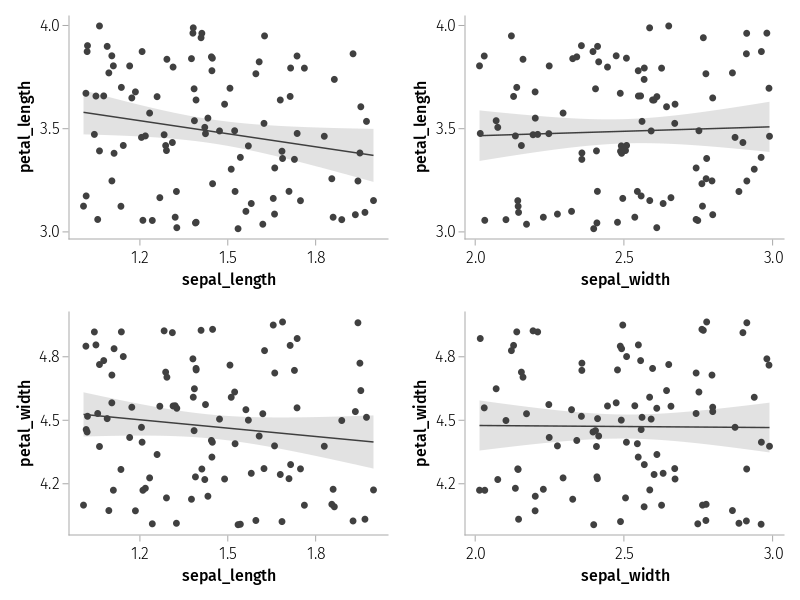 4.0
3.5
3.0
petal_length
1.2 1.5 1.8
sepal_length
4.0
3.5
3.0
petal_length
2.0 2.5 3.0
sepal_width
4.8
4.5
4.2
petal_width
1.2 1.5 1.8
sepal_length
4.8
4.5
4.2
petal_width
2.0 2.5 3.0
sepal_width